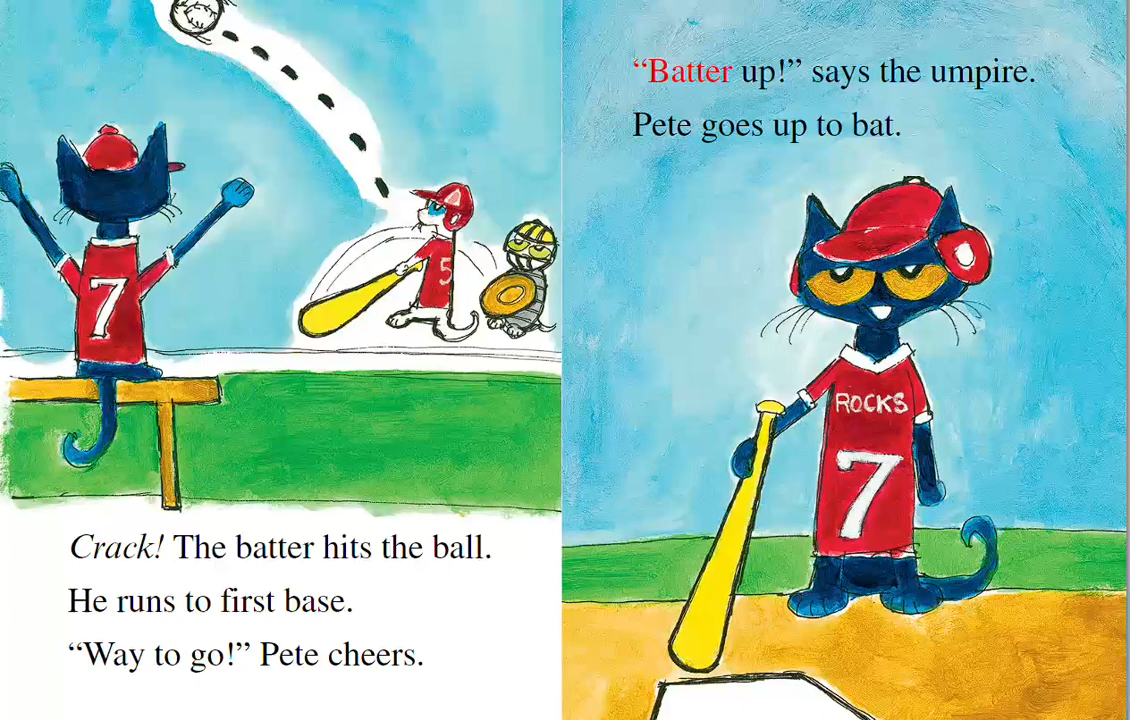 7
5
Crack! The batter hits the ball.
He runs to first base.
“Way to go!” Pete cheers.
“Batter up!” says the umpire.
Pete goes up to bat.
ROCKS
7